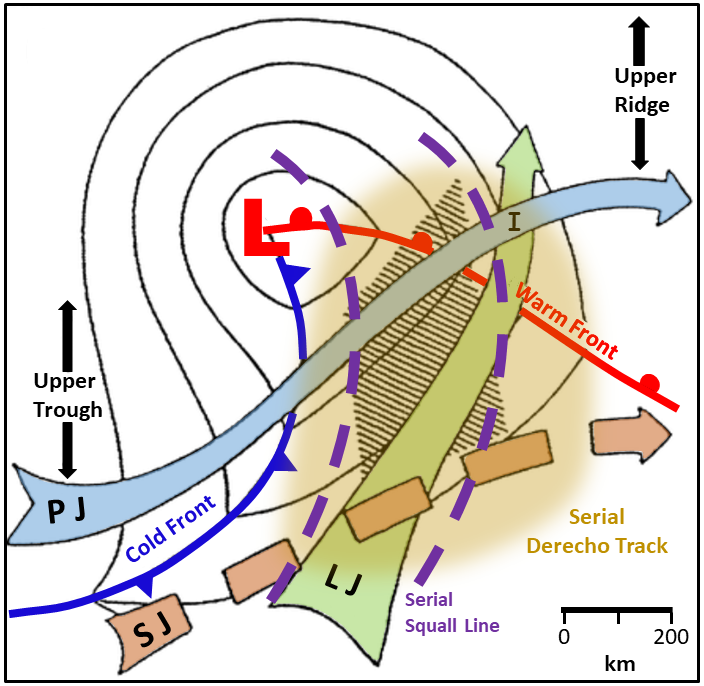 Upper
Ridge
L
I
Warm Front
Upper
Trough
P J
Cold Front
Serial
Derecho Track
L J
Serial
Squall Line
S J
0 200
km